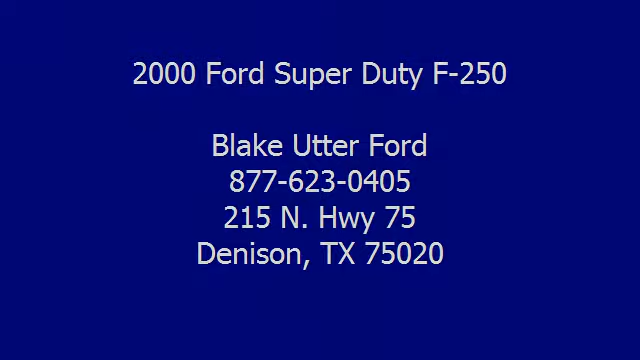 2000 Ford Super Duty F-250
Blake Utter Ford
877-623-0405
215 N. Hwy 75
Denison, TX 75020